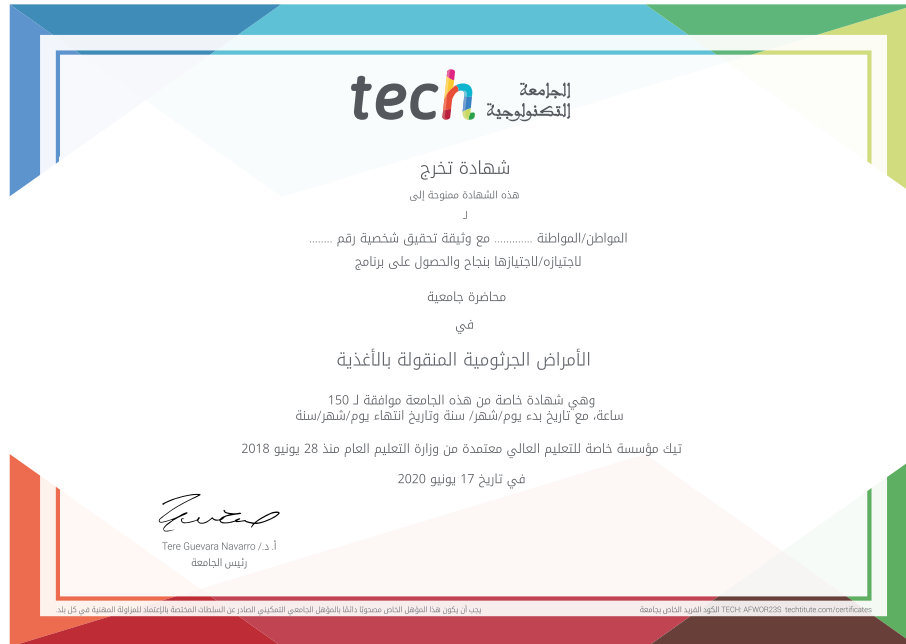 tech
الجامعة
التكنولوجية
شهادة تخرج
هذه الشهادة ممنوحة إلى
لـ
المواطن/المواطنة ............ مع وثيقة تحقيق شخصية رقم ........
لاجتيازه/لاجتيازها بنجاح والحصول على برنامج
محاضرة جامعية
في
الأمراض الجرثومية المنقولة بالأغذية
وهي شهادة خاصة من هذه الجامعة موافقة لـ 150
ساعة، مع تاريخ بدء يوم/شهر/ سنة وتاريخ انتهاء يوم/شهر/سنة
تيك مؤسسة خاصة للتعليم العالي معتمدة من وزارة التعليم العام منذ 28 يونيو 2018
في تاريخ 17 يونيو 2020
أ. د./ Tere Guevara Navarro
رئيس الجامعة
الكود الفريد الخاص بجامعة TECH: AFWOR23S techtitute.com/certificates
يجب أن يكون هذا المؤهل الخاص مصحوبًا دائمًا بالمؤهل الجامعي التمكيني الصادر عن السلطات المختصة بالإعتماد للمزاولة المهنية في كل بلد.